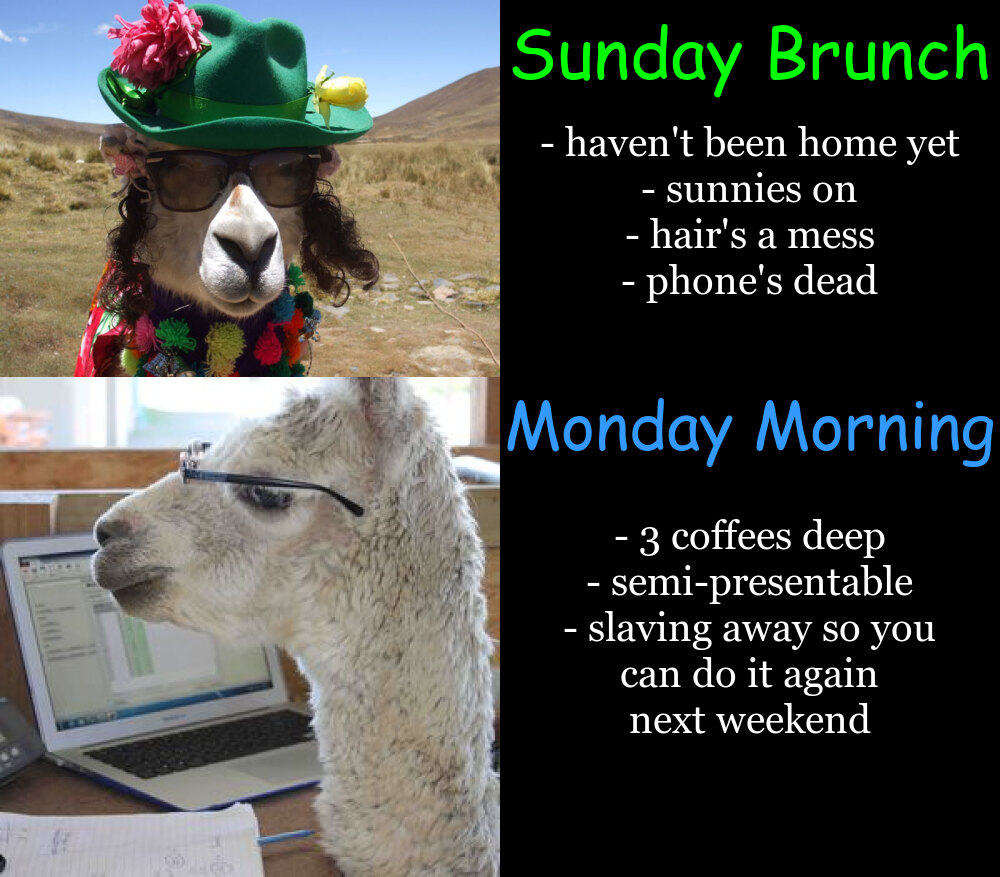 Sunday Brunch
- haven't been home yet
- sunnies on
- hair's a mess
- phone's dead
Monday Morning
- 3 coffees deep
- semi-presentable
- slaving away so you
can do it again
next weekend